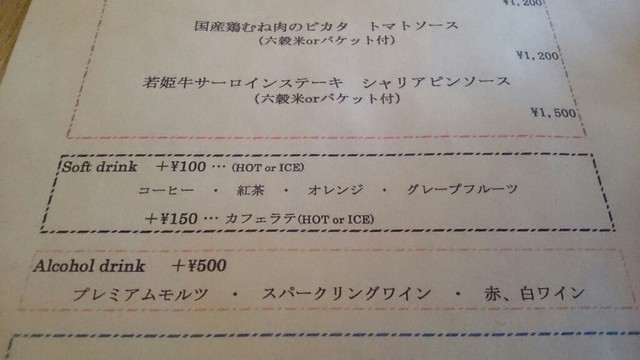 ¥1,200
国産鶏むね肉のピカタ　トマトソース
(六穀米orバケット付)
¥1,200
若姫牛サーロインステーキ　シャリアピンソース
(六穀米orバケット付)
¥1,500
Soft drink　＋¥100 … (HOT or ICE)
コーヒー　・　紅茶　・　オレンジ　・　グレープフルーツ
＋¥150 … カフェラテ(HOT or ICE)
Alcohol drink　＋¥500
プレミアムモルツ　・　スパークリングワイン　・　赤、白ワイン